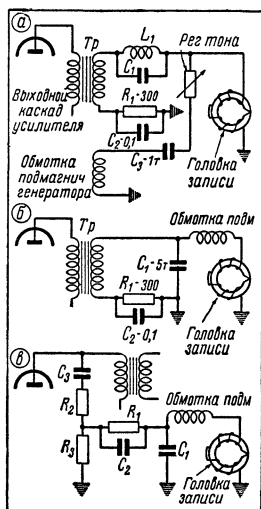 а
Тр
L₁
Рег тона
C₁
R₁-300
Выходной
каскад
усилителя
C₂-0,1
C₃-1т
Головка
записи
Обмотка
подмагнич
генератора
б
Тр
Обмотка подм
C₁-5т
R₁-300
C₂-0,1
Головка
записи
в
C₃
Обмотка подм
R₂
R₁
R₃
C₂
C₁
Головка
записи